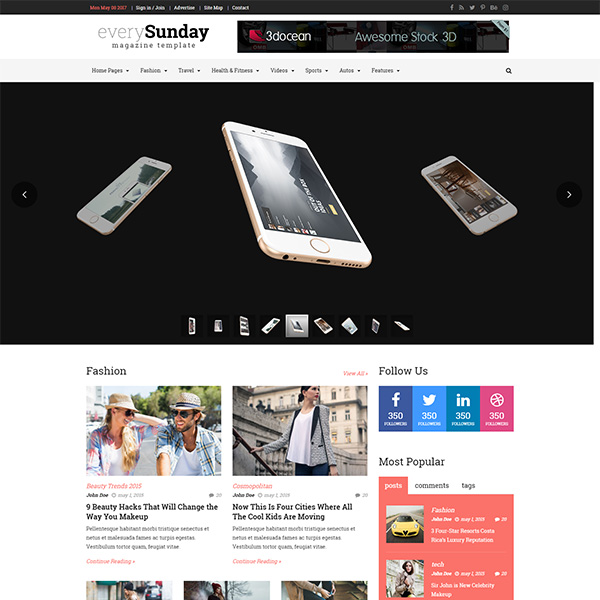 Mon May 08 2017 | Sign in / Join | Advertise | Site Map | Contact
everySunday
magazine template
3docean
Awesome Stock 3D
Home Pages
Fashion
Travel
Health & Fitness
Videos
Sports
Autos
Features
Fashion
View All »
Beauty Trends 2015
John Doe may 1, 2015 20
9 Beauty Hacks That Will Change the
Way You Makeup
Pellentesque habitant morbi tristique senectus et
netus et malesuada fames ac turpis egestas.
Vestibulum tortor quam, feugiat vitae.
Continue Reading »
Cosmopolitan
John Doe may 1, 2015 20
Now This Is Four Cities Where All
The Cool Kids Are Moving
Pellentesque habitant morbi tristique senectus et
netus et malesuada fames ac turpis egestas.
Vestibulum tortor quam, feugiat vitae.
Continue Reading »
Follow Us
350
FOLLOWERS
350
FOLLOWERS
350
FOLLOWERS
350
FOLLOWERS
Most Popular
posts
comments
tags
Fashion
John Doe may 1, 2015 20
3-Four-Star Resorts Costa
Rica's Luxury Reputation
tech
John Doe may 1, 2015 20
Sir John is New Celebrity
Makeup